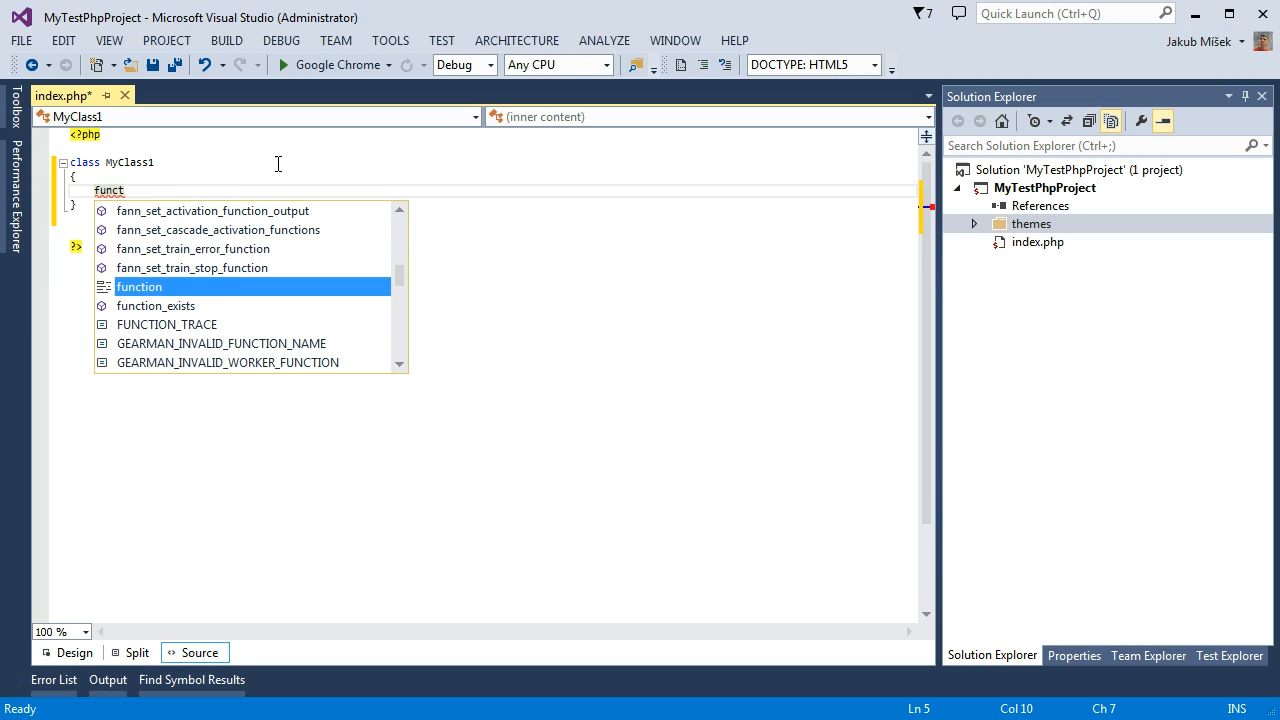 MyTestPhpProject - Microsoft Visual Studio (Administrator)
7
Quick Launch (Ctrl+Q)
FILE EDIT VIEW PROJECT BUILD DEBUG TEAM TOOLS TEST ARCHITECTURE ANALYZE WINDOW HELP
Jakub Míšek
Google Chrome
Debug
Any CPU
DOCTYPE: HTML5
Toolbox
Performance Explorer
index.php*
MyClass1
(inner content)
<?php
class MyClass1
{
funct
}
?>
fann_set_activation_function_output
fann_set_cascade_activation_functions
fann_set_train_error_function
fann_set_train_stop_function
function
function_exists
FUNCTION_TRACE
GEARMAN_INVALID_FUNCTION_NAME
GEARMAN_INVALID_WORKER_FUNCTION
100 %
Design
Split
Source
Solution Explorer
Search Solution Explorer (Ctrl+;)
Solution 'MyTestPhpProject' (1 project)
MyTestPhpProject
References
themes
index.php
Solution Explorer Properties Team Explorer Test Explorer
Error List Output Find Symbol Results
Ready
Ln 5
Col 10
Ch 7
INS